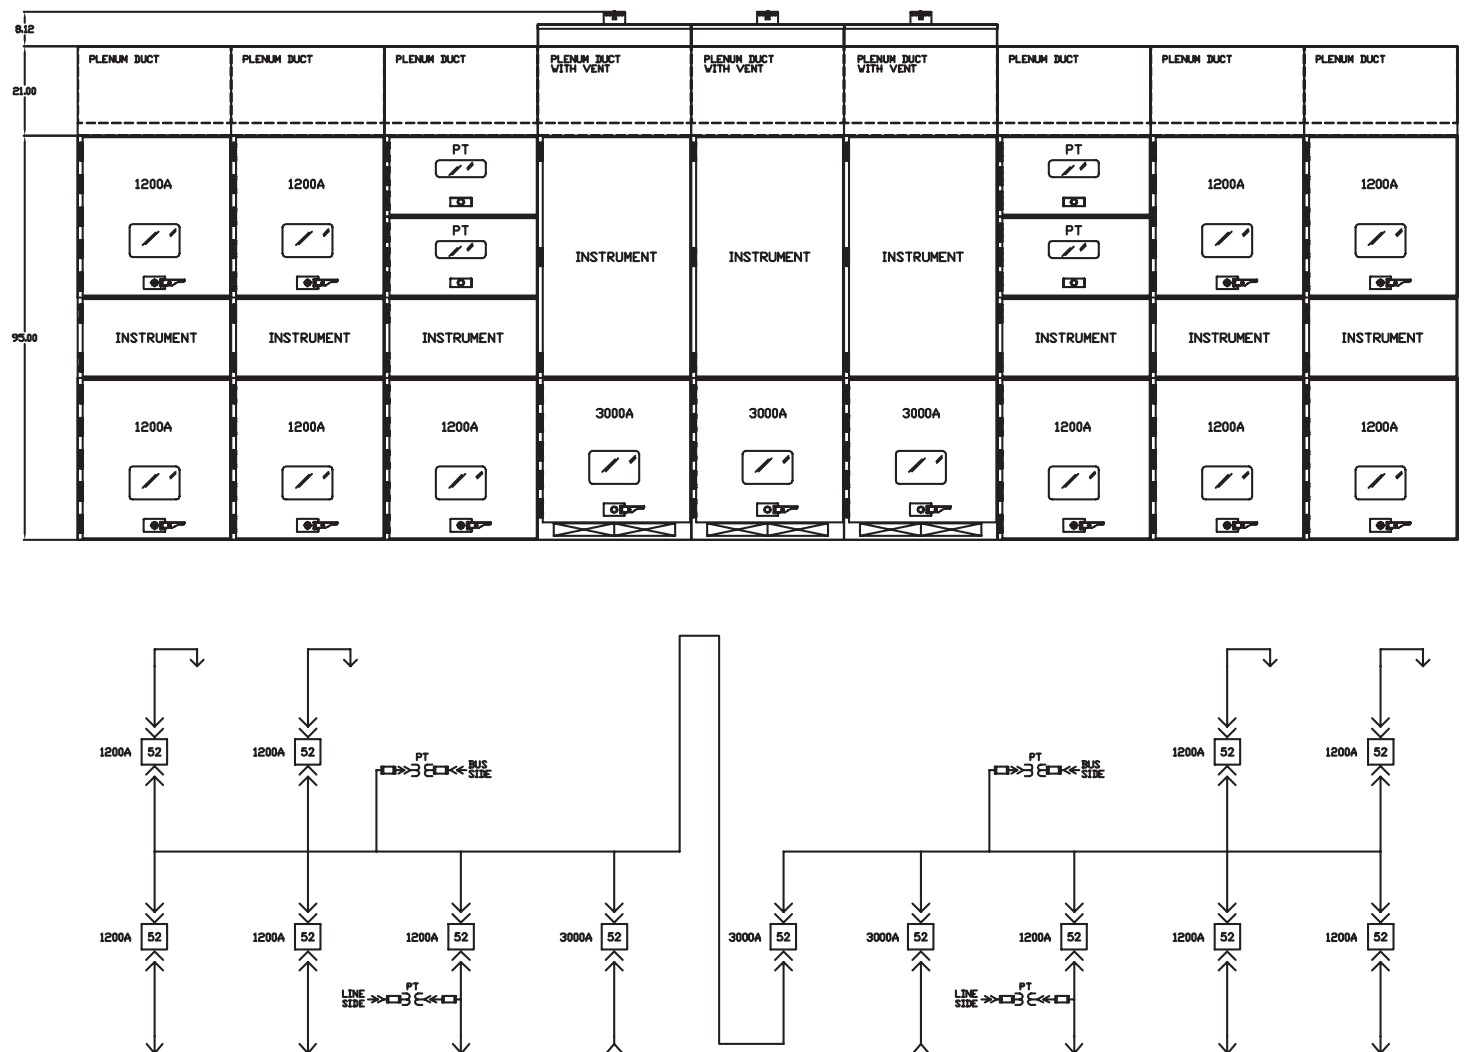 8.12
PLENUM DUCT
PLENUM DUCT
PLENUM DUCT
PLENUM DUCT
WITH VENT
PLENUM DUCT
WITH VENT
PLENUM DUCT
WITH VENT
PLENUM DUCT
PLENUM DUCT
PLENUM DUCT
21.00
PT
PT
1200A
1200A
1200A
1200A
PT
PT
INSTRUMENT
INSTRUMENT
INSTRUMENT
95.00
INSTRUMENT
INSTRUMENT
INSTRUMENT
INSTRUMENT
INSTRUMENT
INSTRUMENT
3000A
3000A
3000A
1200A
1200A
1200A
1200A
1200A
1200A
1200A 52
1200A 52
PT
BUS
SIDE
PT
BUS
SIDE
1200A 52
1200A 52
1200A 52
1200A 52
1200A 52
3000A 52
3000A 52
3000A 52
1200A 52
1200A 52
1200A 52
LINE
SIDE
PT
LINE
SIDE
PT